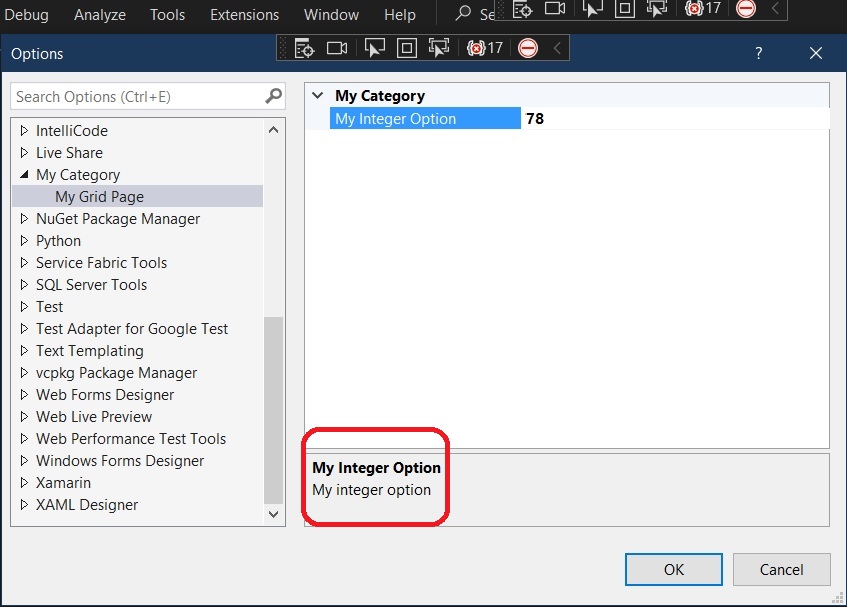 Debug Analyze Tools Extensions Window Help Se
17
Options
17
?
Search Options (Ctrl+E)
IntelliCode
Live Share
My Category
My Grid Page
NuGet Package Manager
Python
Service Fabric Tools
SQL Server Tools
Test
Test Adapter for Google Test
Text Templating
vcpkg Package Manager
Web Forms Designer
Web Live Preview
Web Performance Test Tools
Windows Forms Designer
Xamarin
XAML Designer
My Category
My Integer Option 78
My Integer Option
My integer option
OK Cancel